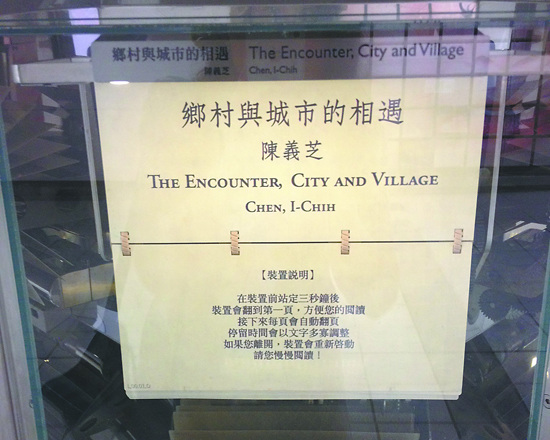 鄉村與城市的相遇 The Encounter, City and Village
陳義芝 Chen, I-Chih
鄉村與城市的相遇
陳義芝
THE ENCOUNTER, CITY AND VILLAGE
CHEN, I-CHIH
【裝置説明】
在裝置前站定三秒鐘後
裝置會翻到第一頁，方便您的閱讀
接下來每頁會自動翻頁
停留時間會以文字多寡調整
如果您離開，裝置會重新啓動
請您慢慢閱讀！